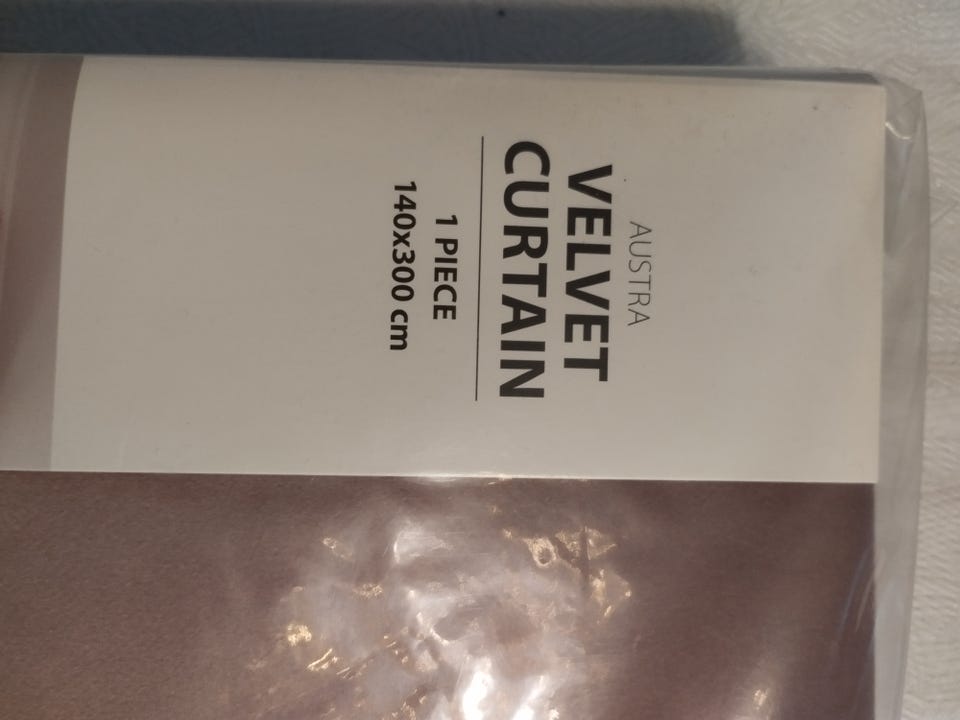 AUSTRA
VELVET
CURTAIN
1 PIECE
140x300 cm